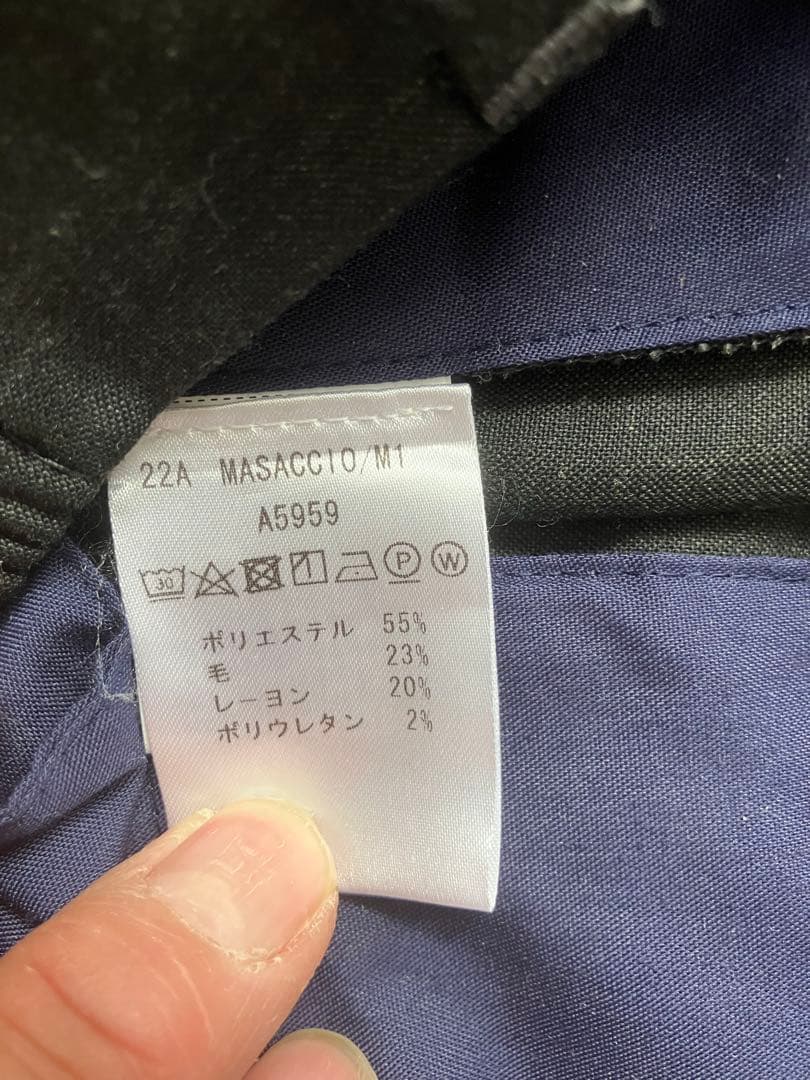 22A MASACCIO/M1
A5959
30 P W
ポリエステル 55%
毛 23%
レーヨン 20%
ポリウレタン 2%